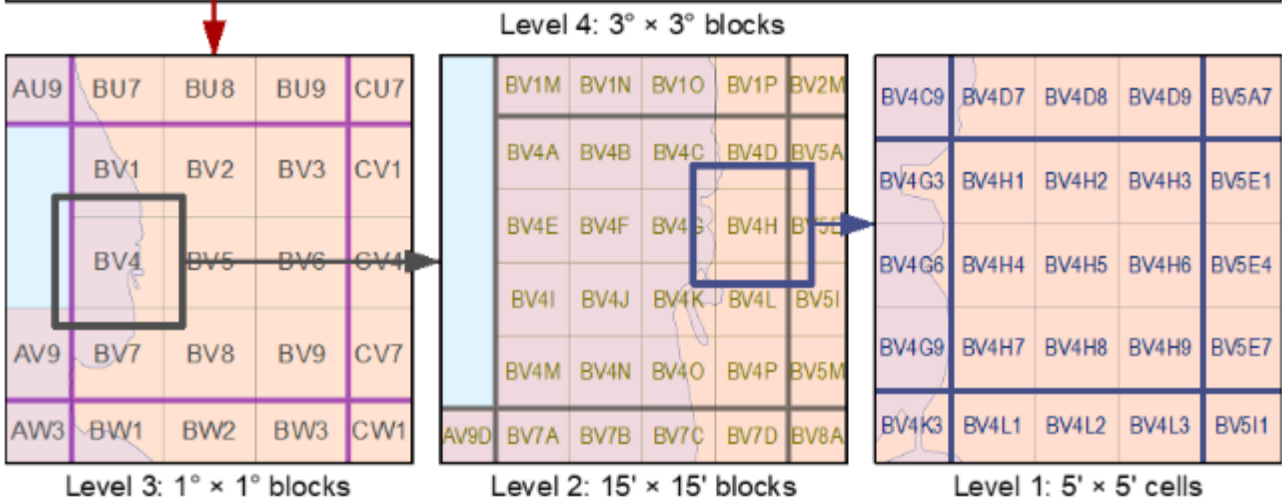 Level 4: 3° × 3° blocks
AU9 BU7 BU8 BU9 CU7
BV1 BV2 BV3 CV1
BV4 BV5 BV6 CV4
AV9 BV7 BV8 BV9 CV7
AW3 BW1 BW2 BW3 CW1
Level 3: 1° × 1° blocks
BV1M BV1N BV1O BV1P BV2M
BV4A BV4B BV4C BV4D BV5A
BV4E BV4F BV4G BV4H BV5E
BV4I BV4J BV4K BV4L BV5I
BV4M BV4N BV4O BV4P BV5M
AV9D BV7A BV7B BV7C BV7D BV8A
Level 2: 15' × 15' blocks
BV4C9 BV4D7 BV4D8 BV4D9 BV5A7
BV4G3 BV4H1 BV4H2 BV4H3 BV5E1
BV4G6 BV4H4 BV4H5 BV4H6 BV5E4
BV4G9 BV4H7 BV4H8 BV4H9 BV5E7
BV4K3 BV4L1 BV4L2 BV4L3 BV5I1
Level 1: 5' × 5' cells